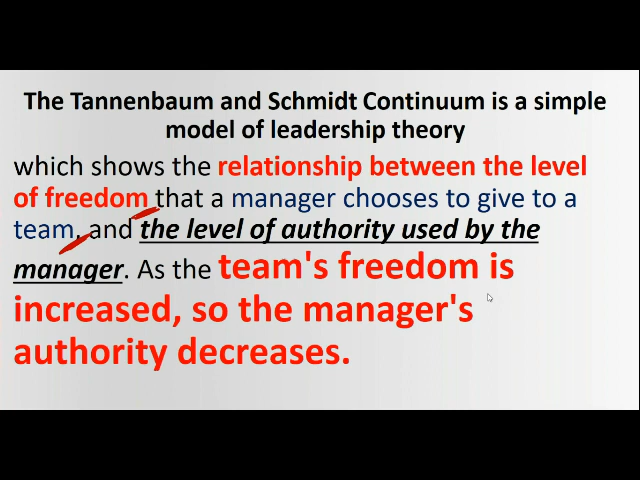 The Tannenbaum and Schmidt Continuum is a simple
model of leadership theory
which shows the relationship between the level
of freedom that a manager chooses to give to a
team, and the level of authority used by the
manager. As the team's freedom is
increased, so the manager's
authority decreases.